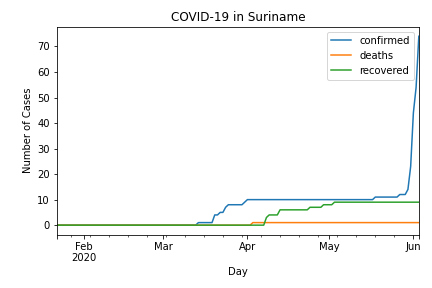 COVID-19 in Suriname
confirmed
deaths
recovered
Number of Cases
70
60
50
40
30
20
10
0
Feb
2020
Mar
Apr
May
Jun
Day